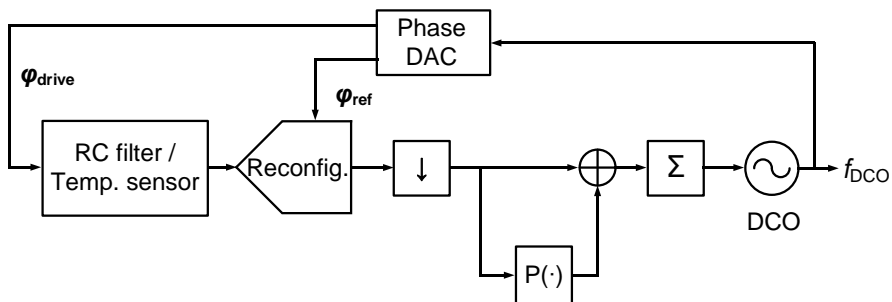 Phase
DAC
φdrive
φref
RC filter /
Temp. sensor
Reconfig.
↓
Σ
fDCO
DCO
P(·)